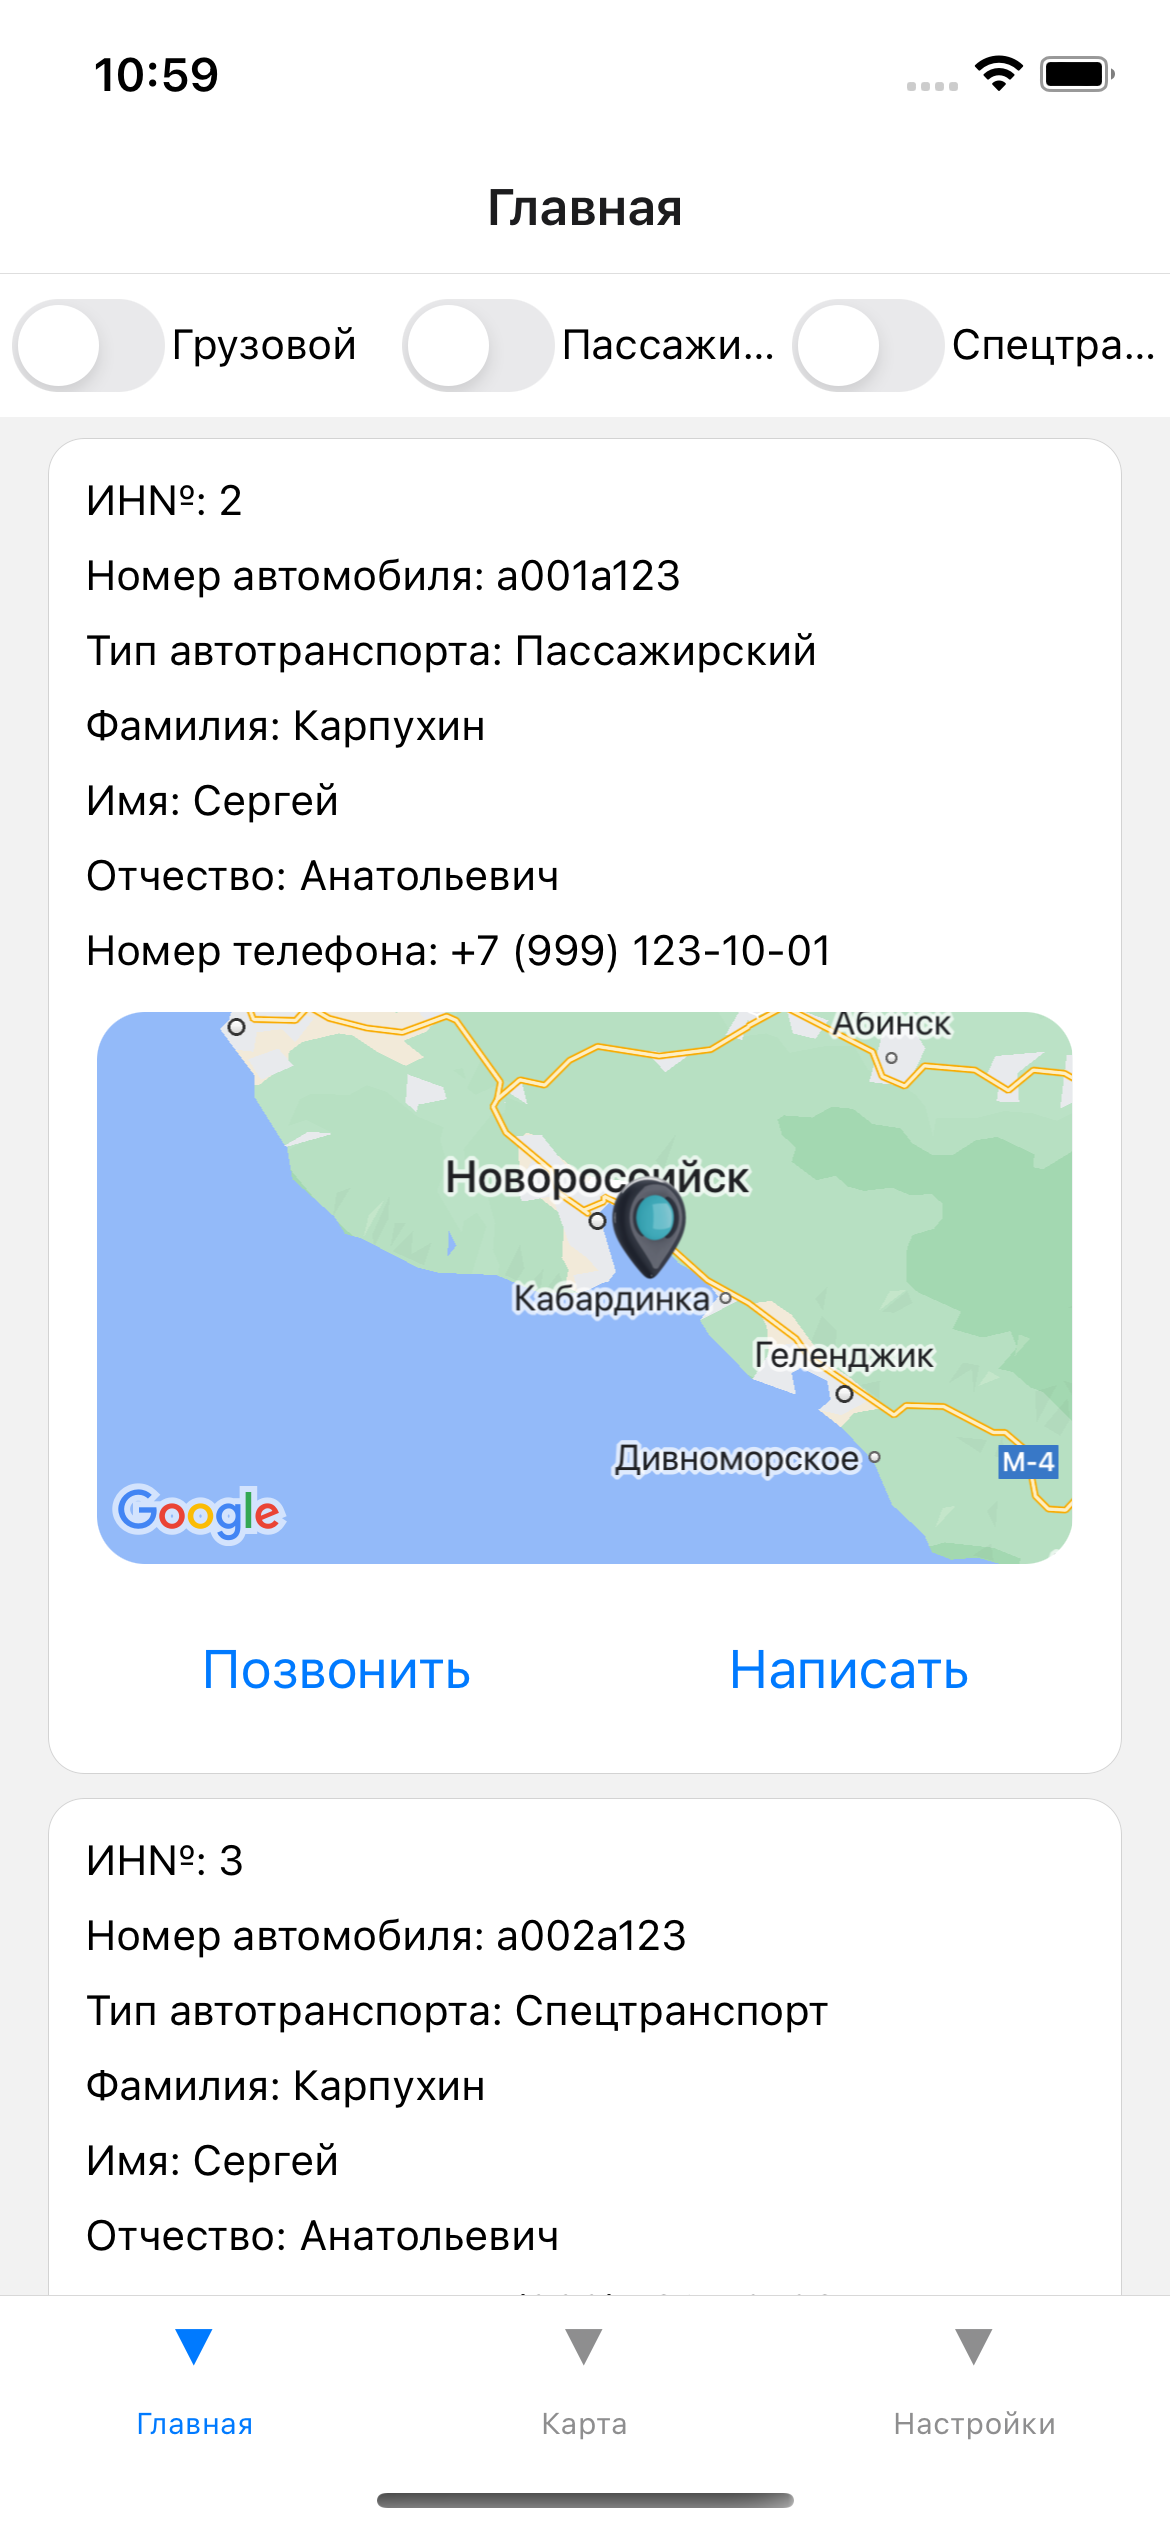 10:59
Главная
Грузовой
Пассажи...
Спецтра...
ИН№: 2
Номер автомобиля: а001а123
Тип автотранспорта: Пассажирский
Фамилия: Карпухин
Имя: Сергей
Отчество: Анатольевич
Номер телефона: +7 (999) 123-10-01
Абинск
Новороссийск
Кабардинка
Геленджик
Дивноморское
М-4
Google
Позвонить
Написать
ИН№: 3
Номер автомобиля: а002а123
Тип автотранспорта: Спецтранспорт
Фамилия: Карпухин
Имя: Сергей
Отчество: Анатольевич
Главная
Карта
Настройки